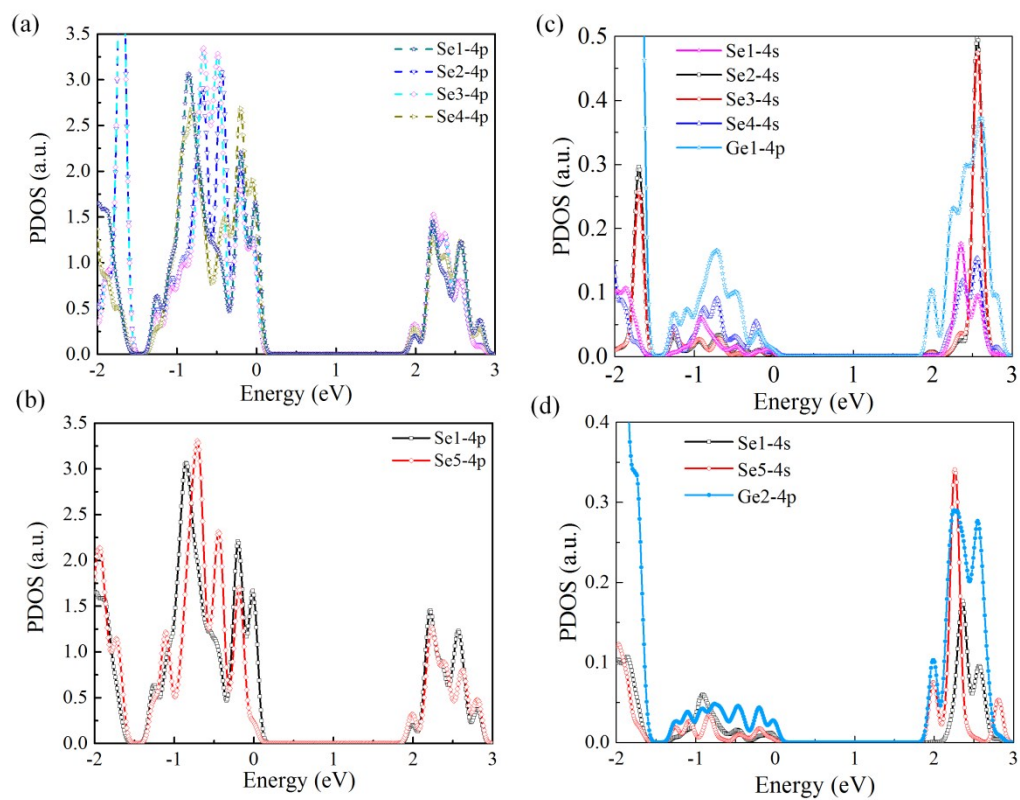 (a)
3.5
3.0
2.5
2.0
1.5
1.0
0.5
0.0
PDOS (a.u.)
Se1-4p
Se2-4p
Se3-4p
Se4-4p
-2 -1 0 1 2 3
Energy (eV)
(c)
0.5
0.4
0.3
0.2
0.1
0.0
PDOS (a.u.)
Se1-4s
Se2-4s
Se3-4s
Se4-4s
Ge1-4p
-2 -1 0 1 2 3
Energy (eV)
(b)
3.5
3.0
2.5
2.0
1.5
1.0
0.5
0.0
PDOS (a.u.)
Se1-4p
Se5-4p
-2 -1 0 1 2 3
Energy (eV)
(d)
0.4
0.3
0.2
0.1
0.0
PDOS (a.u.)
Se1-4s
Se5-4s
Ge2-4p
-2 -1 0 1 2 3
Energy (eV)